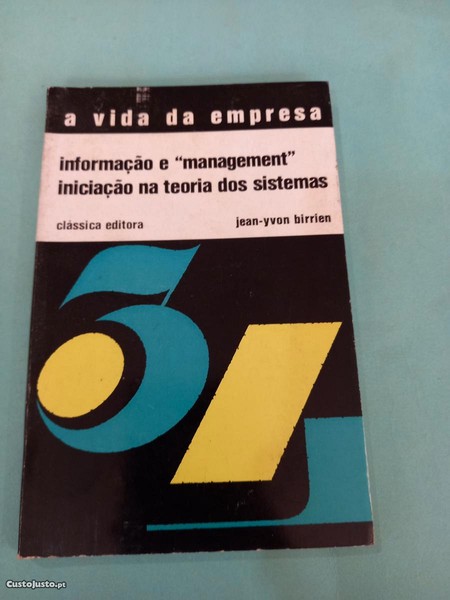 a vida da empresa
informação e “management”
iniciação na teoria dos sistemas
clássica editora jean-yvon birrien
CustoJusto.pt